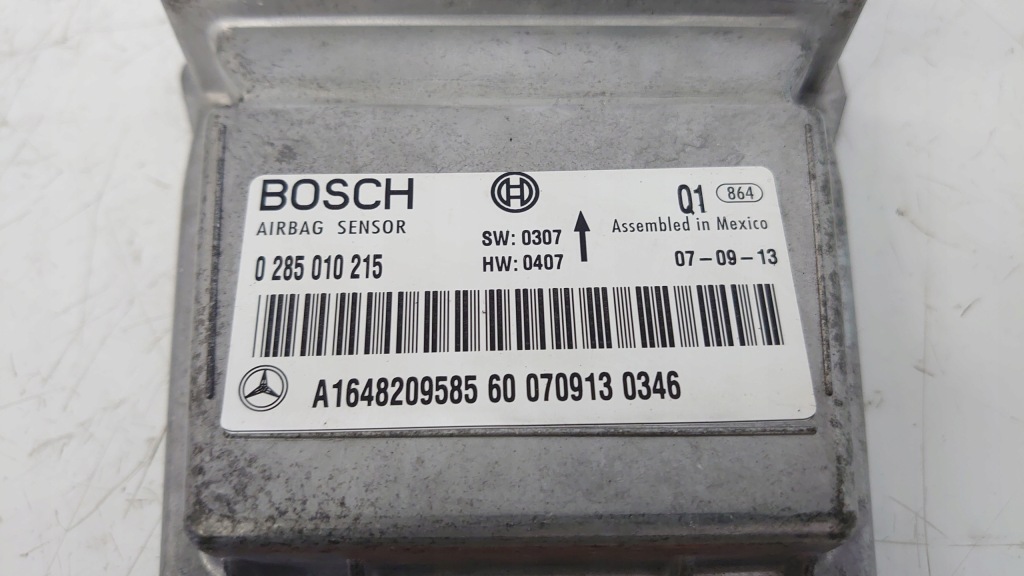 BOSCH Q1 864
AIRBAG SENSOR SW: 0307 Assembled in Mexico
0 285 010 215 HW: 0407 07-09-13
A1648209585 60 070913 0346